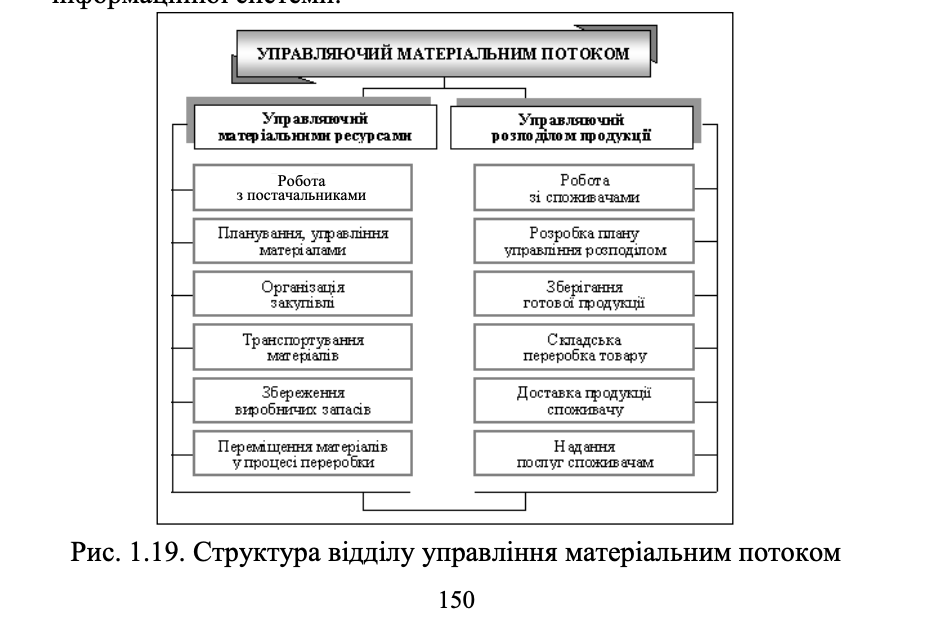 інформаційної системи.
УПРАВЛЯЮЧИЙ МАТЕРІАЛЬНИМ ПОТОКОМ
Управляючий
матеріальними ресурсами
Робота
з постачальниками
Планування, управління
матеріалами
Організація
закупівлі
Транспортування
матеріалів
Збереження
виробничих запасів
Переміщення матеріалів
у процесі переробки
Управляючий
розподілом продукції
Робота
зі споживачами
Розробка плану
управління розподілом
Зберігання
готової продукції
Складська
переробка товару
Доставка продукції
споживачу
Надання
послуг споживачам
Рис. 1.19. Структура відділу управління матеріальним потоком
150